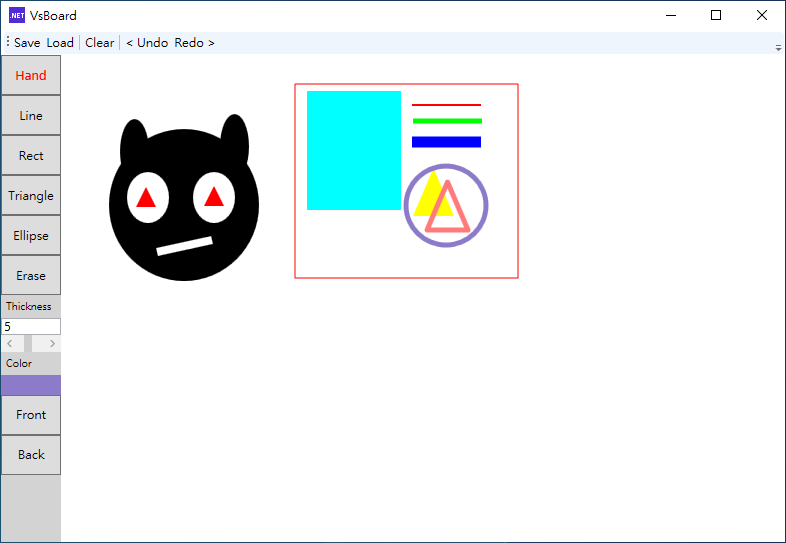 .NET VsBoard
Save Load Clear < Undo Redo >
Hand
Line
Rect
Triangle
Ellipse
Erase
Thickness
5
Color
Front
Back